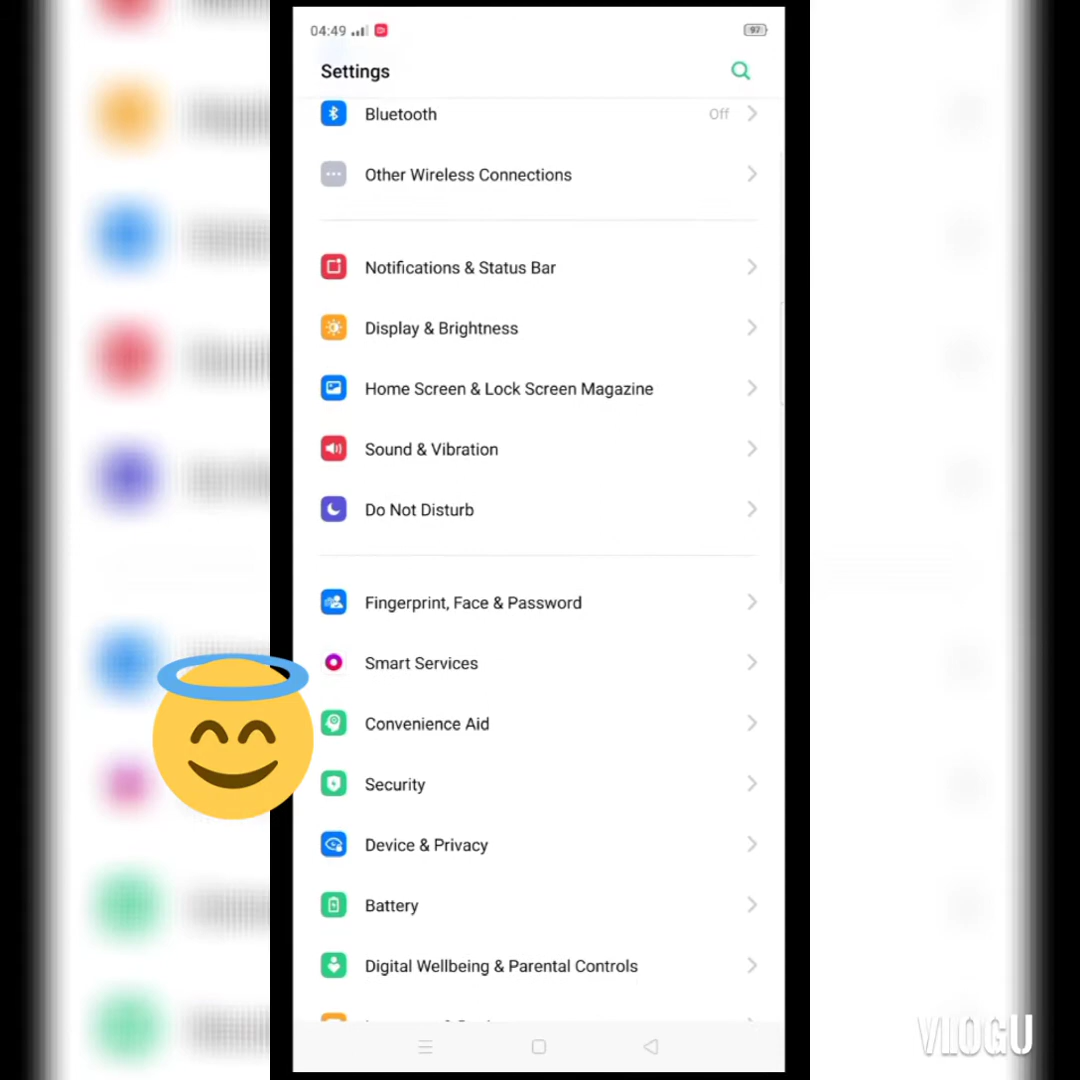 04:49
97
Settings
Bluetooth
Off
Other Wireless Connections
Notifications & Status Bar
Display & Brightness
Home Screen & Lock Screen Magazine
Sound & Vibration
Do Not Disturb
Fingerprint, Face & Password
Smart Services
Convenience Aid
Security
Device & Privacy
Battery
Digital Wellbeing & Parental Controls
VLOGU